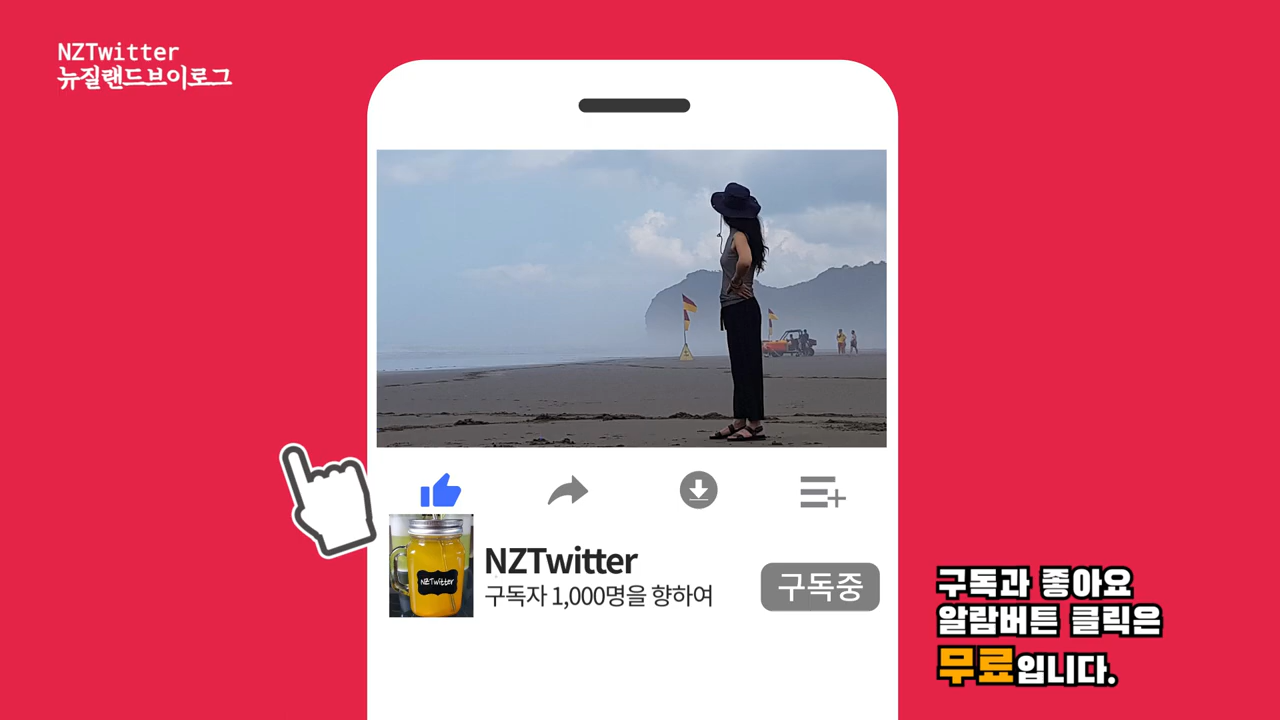 NZTwitter
뉴질랜드브이로그
NZTwitter
NZTwitter
구독자 1,000명을 향하여
구독중
구독과 좋아요
알람버튼 클릭은
무료입니다.